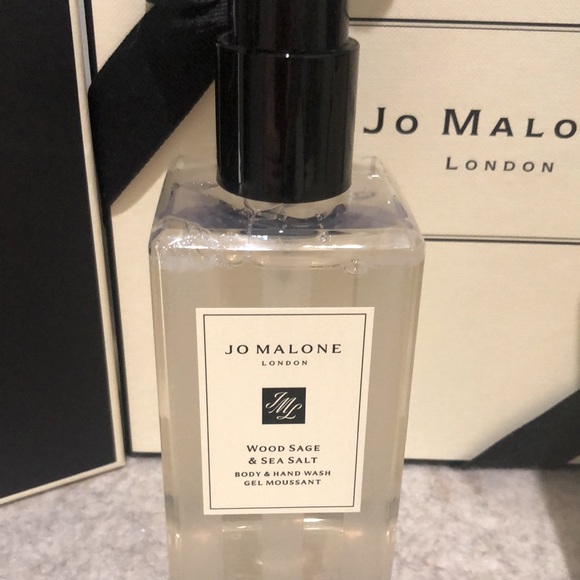 JO MALO
LONDON
JO MALONE
LONDON
JML
WOOD SAGE
& SEA SALT
BODY & HAND WASH
GEL MOUSSANT